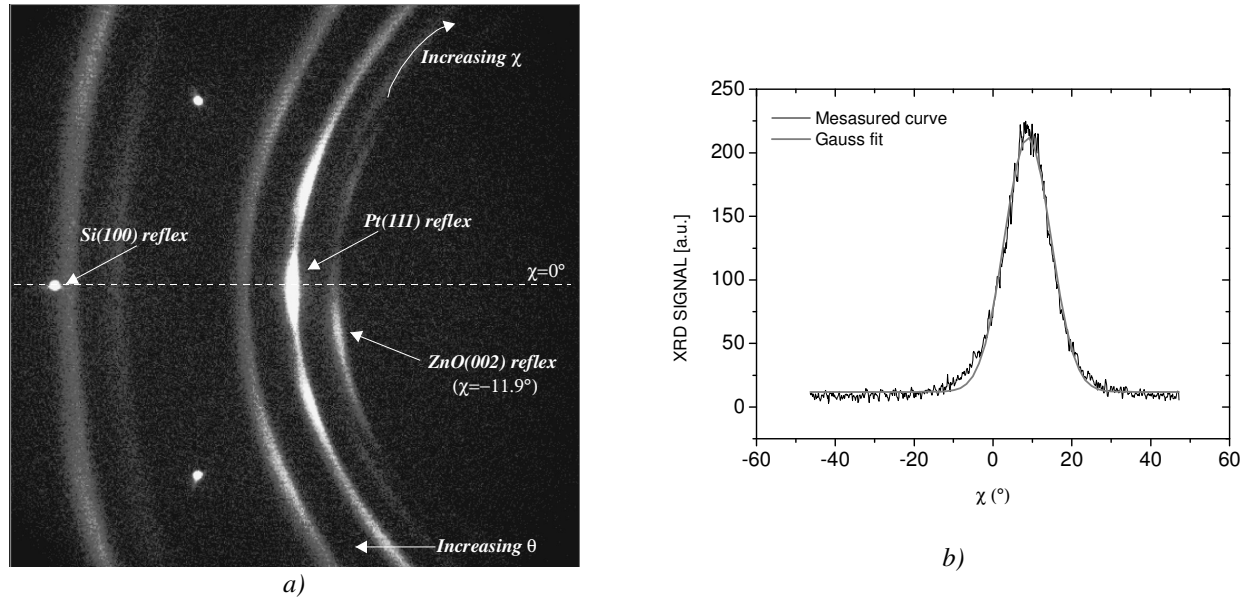 Increasing χ
Pt(111) reflex
Si(100) reflex
χ=0°
ZnO(002) reflex
(χ=−11.9°)
Increasing θ
a)
250
200
150
100
50
0
XRD SIGNAL [a.u.]
Mesasured curve
Gauss fit
-60 -40 -20 0 20 40 60
χ (°)
b)